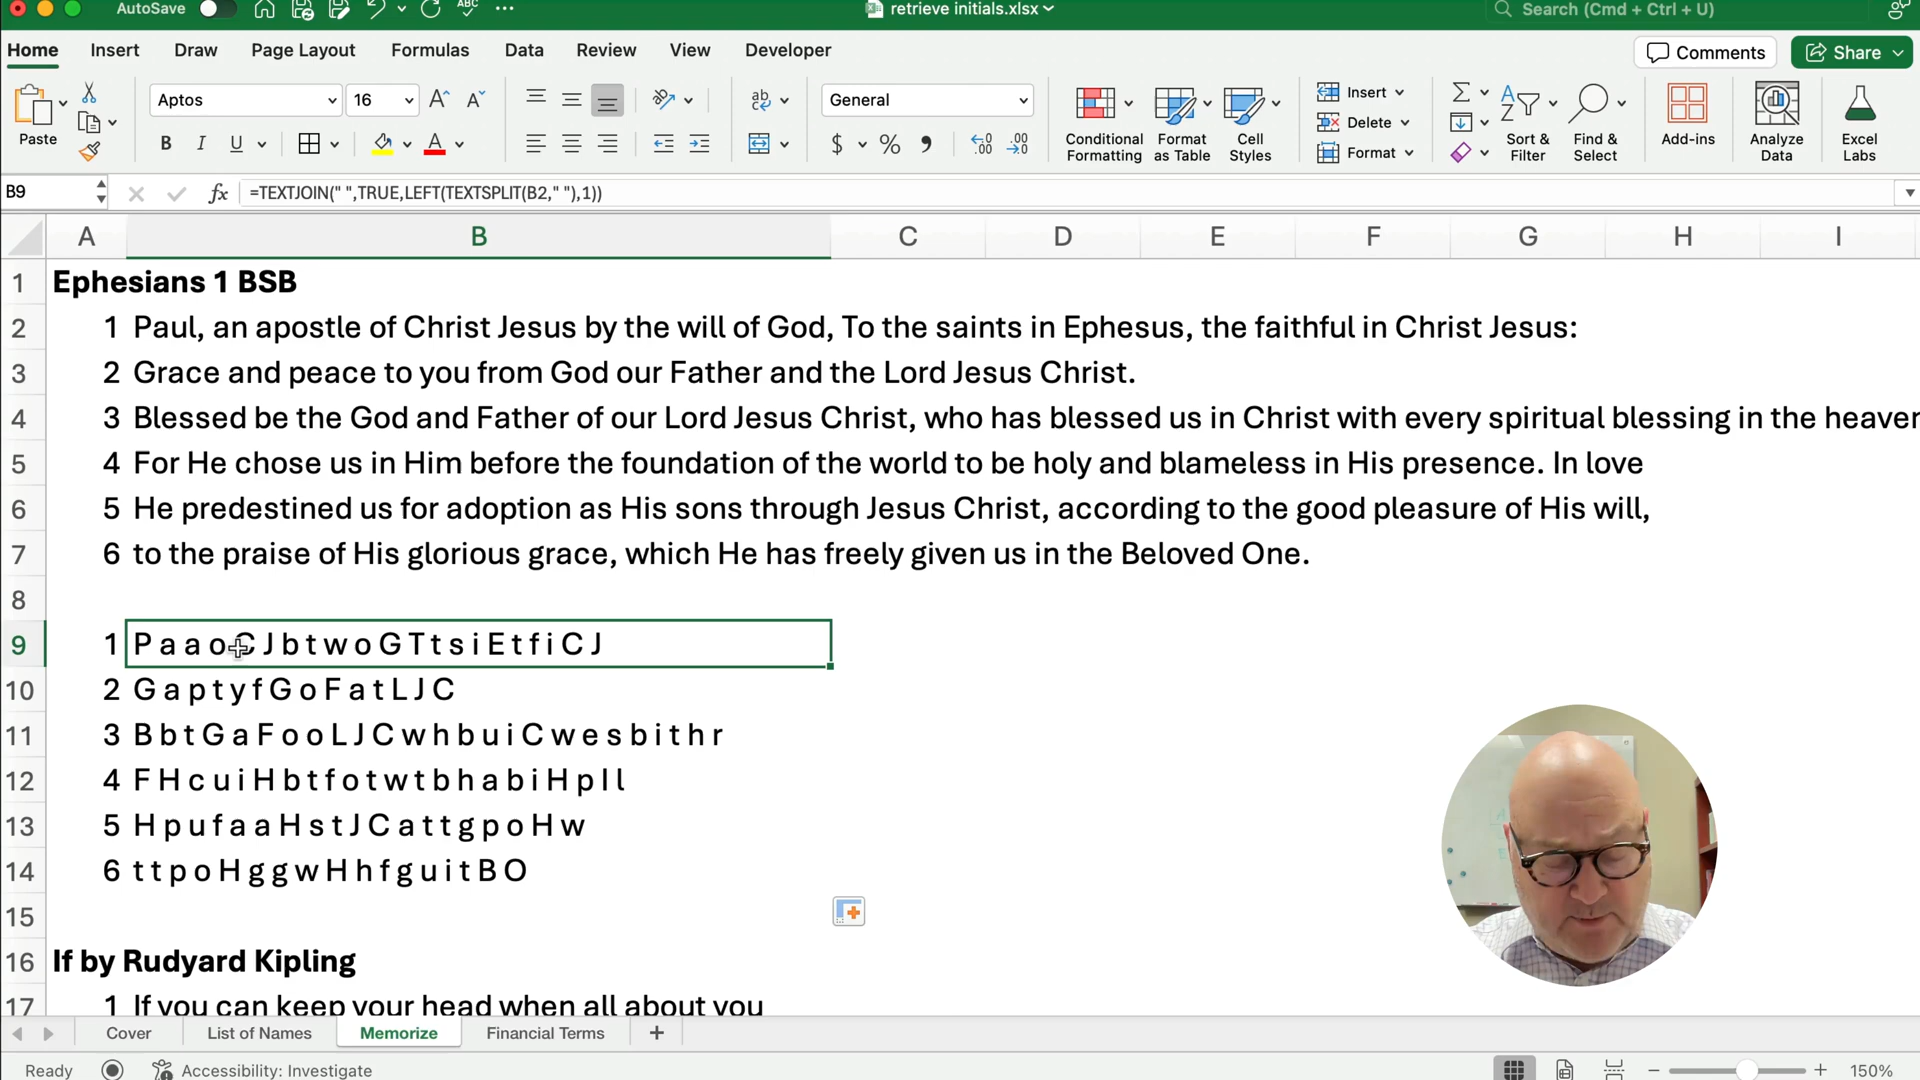 AutoSave
ABC
retrieve initials.xlsx
Search (Cmd + Ctrl + U)
Home Insert Draw Page Layout Formulas Data Review View Developer
Comments Share
Paste
Aptos 16
B I U
ab
General
$ % ,
Conditional Formatting
Format as Table
Cell Styles
Insert
Delete
Format
Sort & Filter
Find & Select
Add-ins
Analyze Data
Excel Labs
B9 fx =TEXTJOIN(" ",TRUE,LEFT(TEXTSPLIT(B2," "),1))
A B C D E F G H I
1 Ephesians 1 BSB
2 1 Paul, an apostle of Christ Jesus by the will of God, To the saints in Ephesus, the faithful in Christ Jesus:
3 2 Grace and peace to you from God our Father and the Lord Jesus Christ.
4 3 Blessed be the God and Father of our Lord Jesus Christ, who has blessed us in Christ with every spiritual blessing in the heaven
5 4 For He chose us in Him before the foundation of the world to be holy and blameless in His presence. In love
6 5 He predestined us for adoption as His sons through Jesus Christ, according to the good pleasure of His will,
7 6 to the praise of His glorious grace, which He has freely given us in the Beloved One.
8
9 1 P a a o C J b t w o G T t s i E t f i C J
10 2 G a p t y f G o F a t L J C
11 3 B b t G a F o o L J C w h b u i C w e s b i t h r
12 4 F H c u i H b t f o t w t b h a b i H p I l
13 5 H p u f a a H s t J C a t t g p o H w
14 6 t t p o H g g w H h f g u i t B O
15
16 If by Rudyard Kipling
17 1 If you can keep your head when all about you
Cover List of Names Memorize Financial Terms
Ready Accessibility: Investigate 150%